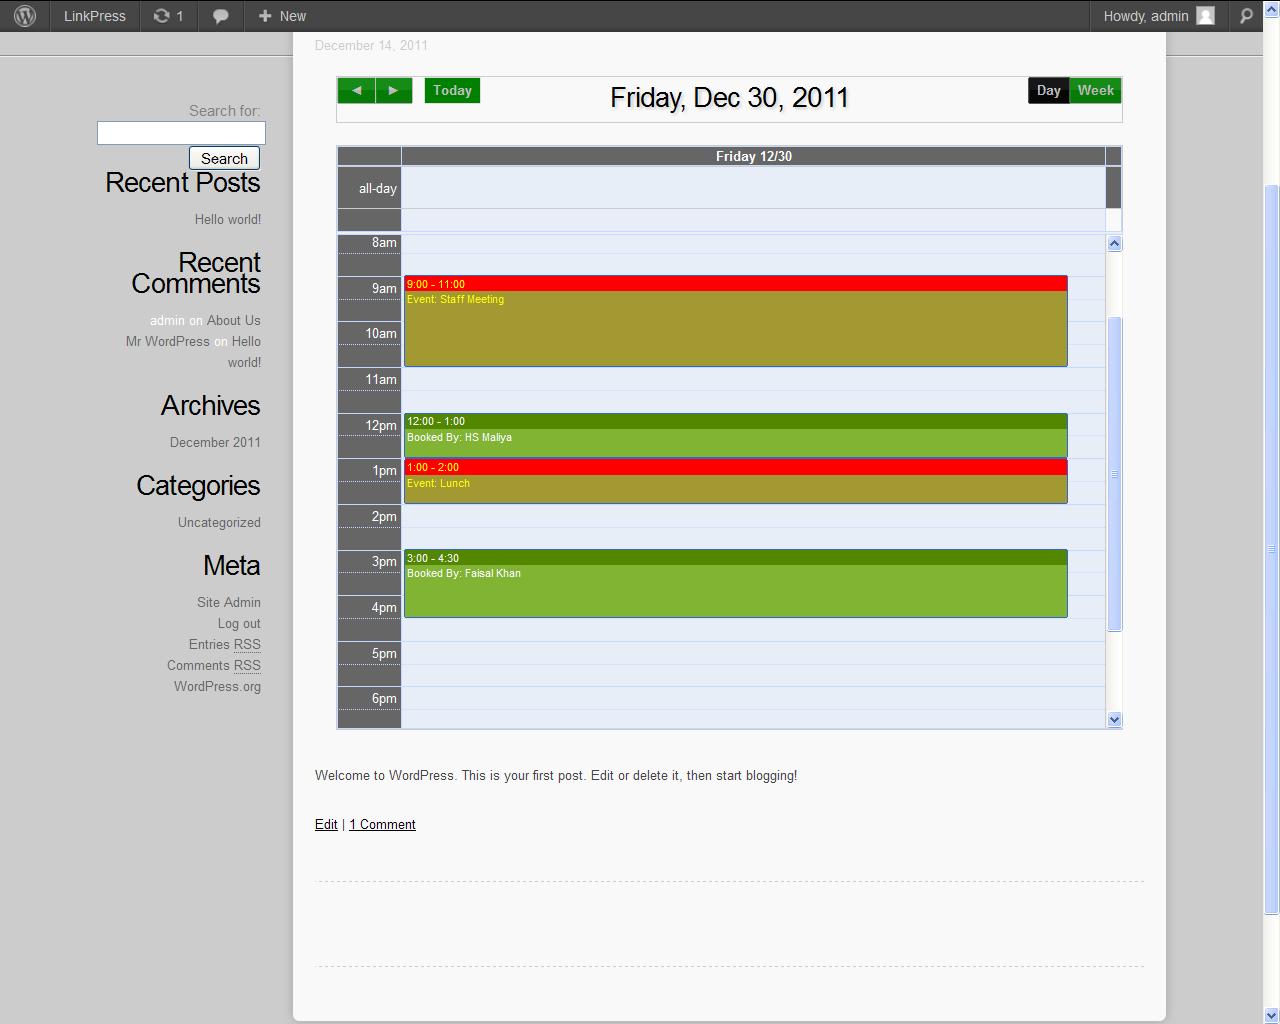 LinkPress
1
New
Howdy, admin
December 14, 2011
Search for:
Search
Recent Posts
Hello world!
Recent
Comments
admin on About Us
Mr WordPress on Hello
world!
Archives
December 2011
Categories
Uncategorized
Meta
Site Admin
Log out
Entries RSS
Comments RSS
WordPress.org
Today
Friday, Dec 30, 2011
Day
Week
Friday 12/30
all-day
8am
9am
9:00 - 11:00
Event: Staff Meeting
10am
11am
12pm
12:00 - 1:00
Booked By: HS Maliya
1pm
1:00 - 2:00
Event: Lunch
2pm
3pm
3:00 - 4:30
Booked By: Faisal Khan
4pm
5pm
6pm
Welcome to WordPress. This is your first post. Edit or delete it, then start blogging!
Edit | 1 Comment